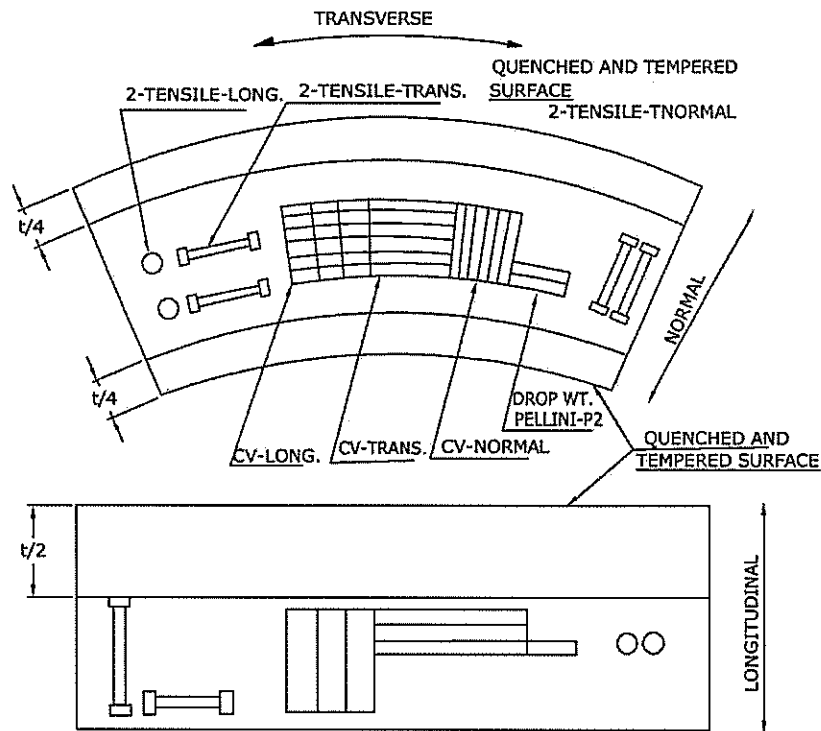 TRANSVERSE
QUENCHED AND TEMPERED
SURFACE
2-TENSILE-LONG.
2-TENSILE-TRANS.
2-TENSILE-TNORMAL
t/4
NORMAL
t/4
DROP WT.
PELLINI-P2
CV-LONG.
CV-TRANS.
CV-NORMAL
QUENCHED AND
TEMPERED SURFACE
t/2
LONGITUDINAL